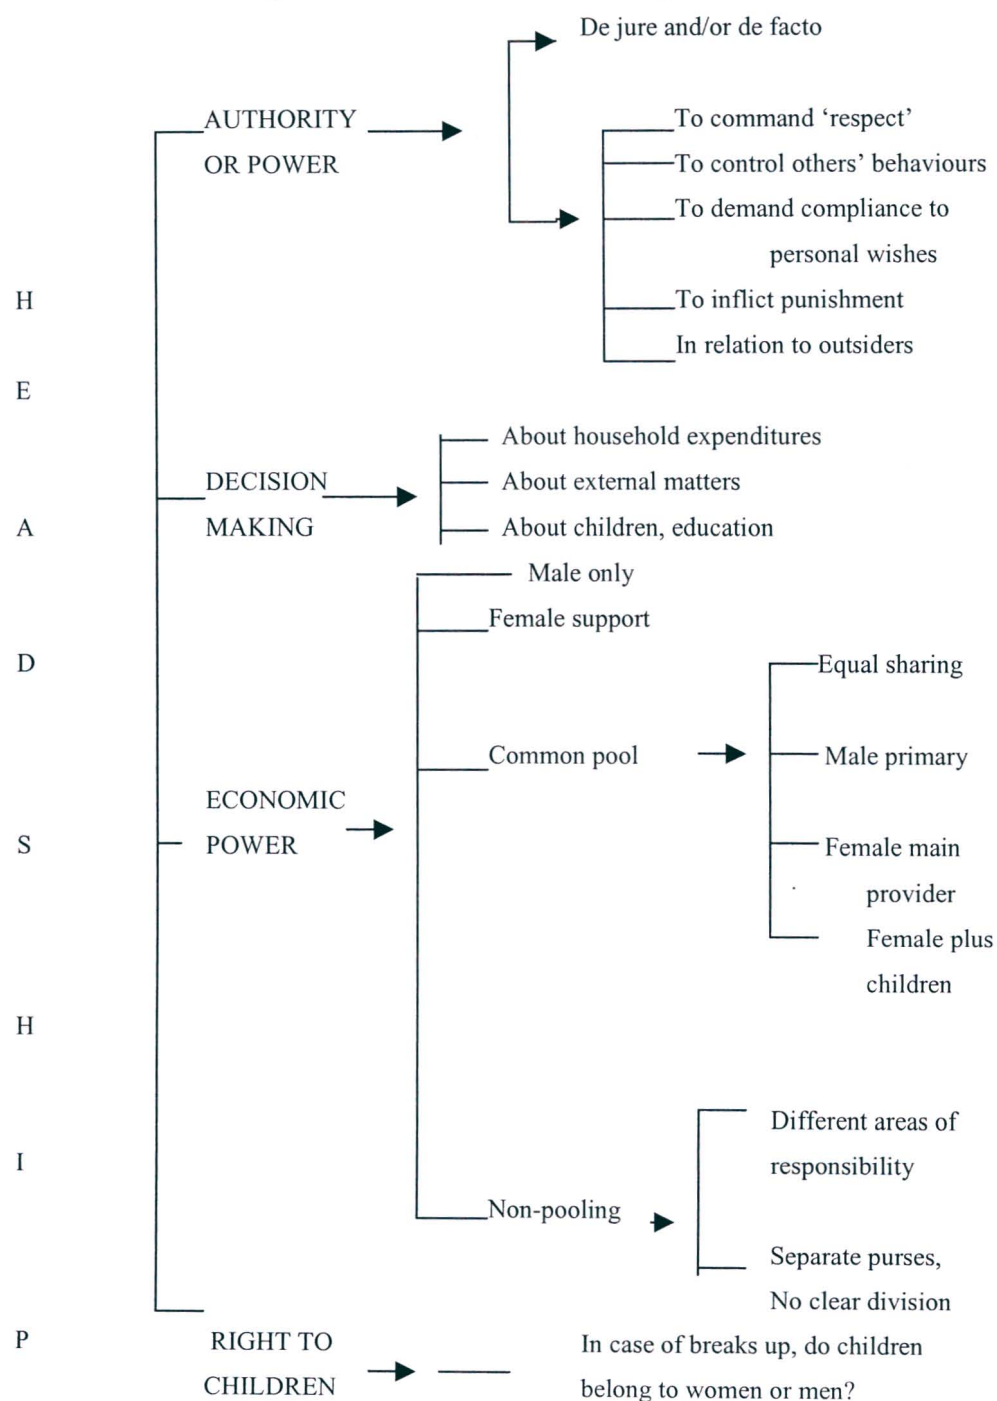 De jure and/or de facto
AUTHORITY
OR POWER
To command ‘respect’
To control others’ behaviours
To demand compliance to
personal wishes
To inflict punishment
In relation to outsiders
H
E
A
D
S
H
I
P
DECISION
MAKING
About household expenditures
About external matters
About children, education
ECONOMIC
POWER
Male only
Female support
Common pool
Equal sharing
Male primary
Female main
provider
Female plus
children
Non-pooling
Different areas of
responsibility
Separate purses,
No clear division
RIGHT TO
CHILDREN
In case of breaks up, do children
belong to women or men?